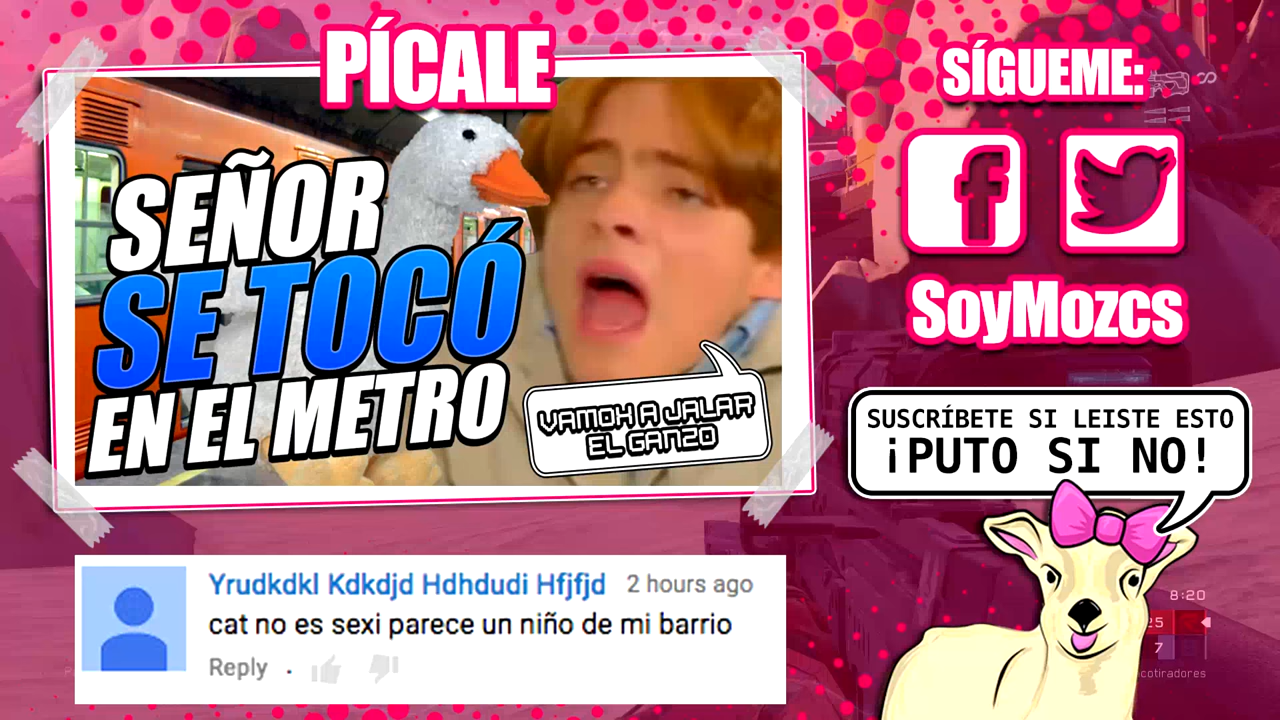 PÍCALE
SEÑOR
SE TOCÓ
EN EL METRO
VAMOH A JALAR
EL GANZO
SÍGUEME:
SoyMozcs
SUSCRÍBETE SI LEISTE ESTO
¡PUTO SI NO!
Yrudkdkl Kdkdjd Hdhdudi Hfjfjd 2 hours ago
cat no es sexi parece un niño de mi barrio
Reply
8:20
25
7
cotiradores